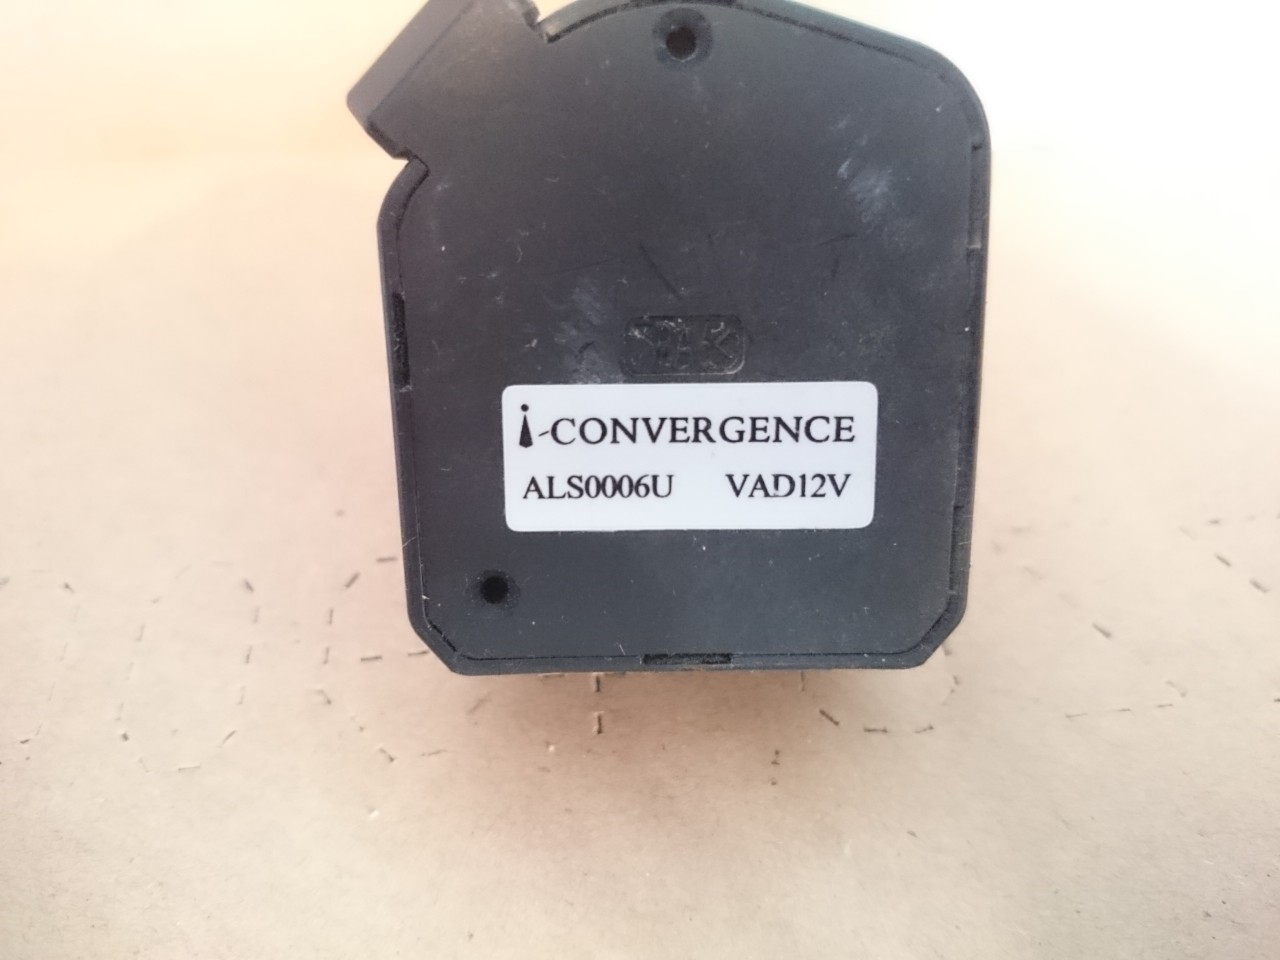 i-CONVERGENCE
ALS0006U VAD12V